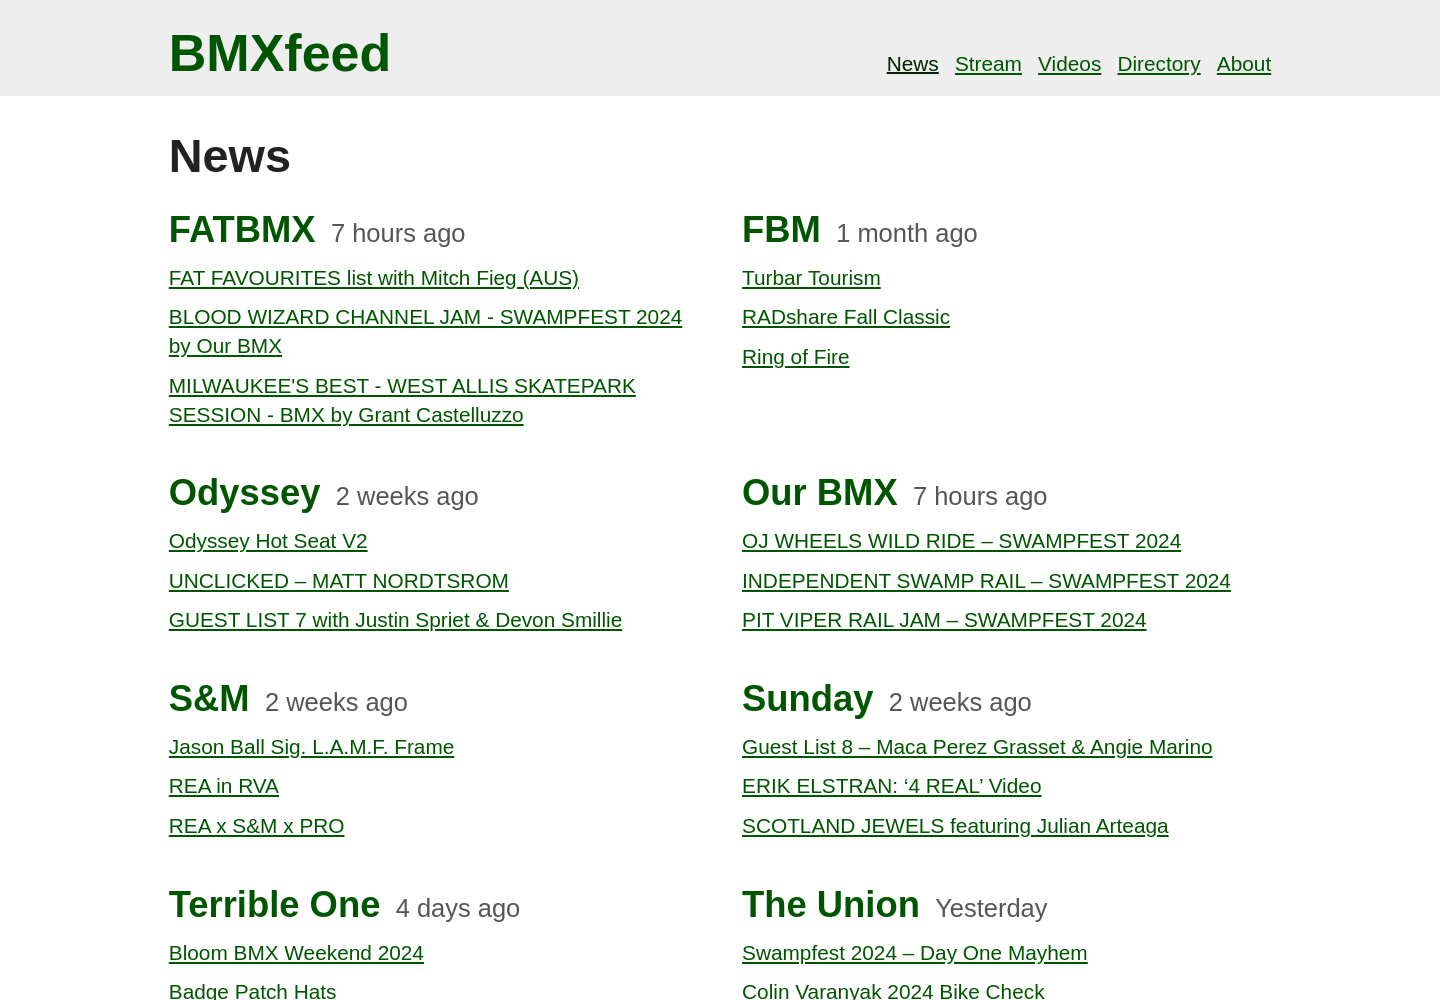 BMXfeed
News Stream Videos Directory About
News
FATBMX 7 hours ago
FAT FAVOURITES list with Mitch Fieg (AUS)
BLOOD WIZARD CHANNEL JAM - SWAMPFEST 2024
by Our BMX
MILWAUKEE'S BEST - WEST ALLIS SKATEPARK
SESSION - BMX by Grant Castelluzzo
FBM 1 month ago
Turbar Tourism
RADshare Fall Classic
Ring of Fire
Odyssey 2 weeks ago
Odyssey Hot Seat V2
UNCLICKED – MATT NORDTSROM
GUEST LIST 7 with Justin Spriet & Devon Smillie
Our BMX 7 hours ago
OJ WHEELS WILD RIDE – SWAMPFEST 2024
INDEPENDENT SWAMP RAIL – SWAMPFEST 2024
PIT VIPER RAIL JAM – SWAMPFEST 2024
S&M 2 weeks ago
Jason Ball Sig. L.A.M.F. Frame
REA in RVA
REA x S&M x PRO
Sunday 2 weeks ago
Guest List 8 – Maca Perez Grasset & Angie Marino
ERIK ELSTRAN: ‘4 REAL’ Video
SCOTLAND JEWELS featuring Julian Arteaga
Terrible One 4 days ago
Bloom BMX Weekend 2024
Badge Patch Hats
The Union Yesterday
Swampfest 2024 – Day One Mayhem
Colin Varanyak 2024 Bike Check